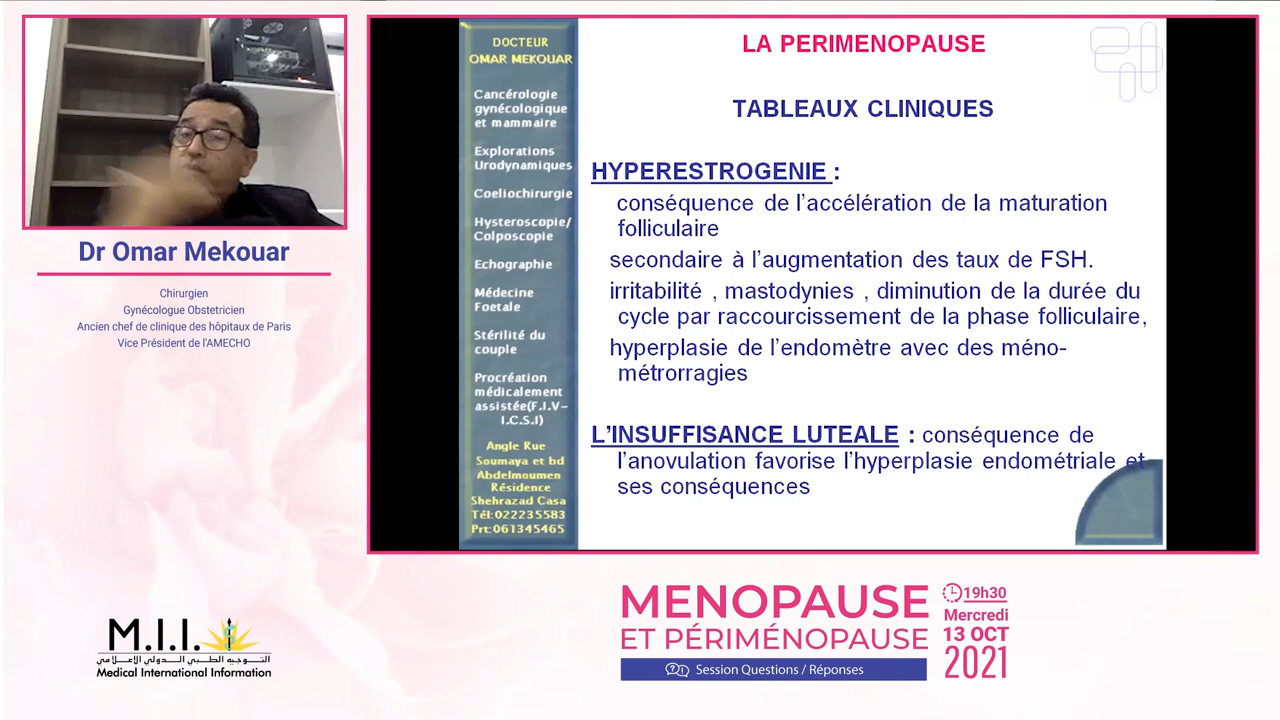 Dr Omar Mekouar
Chirurgien
Gynécologue Obstetricien
Ancien chef de clinique des hôpitaux de Paris
Vice Président de l'AMECHO
M.I.I.
التـوجيه الطـبـي الـدولـي الإعـلامـي
Medical International Information
DOCTEUR
OMAR MEKOUAR
Cancérologie
gynécologique
et mammaire
Explorations
Urodynamiques
Coeliochirurgie
Hysteroscopie/
Colposcopie
Echographie
Médecine
Foetale
Stérilité du
couple
Procréation
médicalement
assistée(F.I.V-
I.C.S.I)
Angle Rue
Soumaya et bd
Abdelmoumen
Résidence
Shehrazad Casa
Tél:022235583
Prt:061345465
LA PERIMENOPAUSE
TABLEAUX CLINIQUES
HYPERESTROGENIE :
conséquence de l'accélération de la maturation
folliculaire
secondaire à l'augmentation des taux de FSH.
irritabilité , mastodynies , diminution de la durée du
cycle par raccourcissement de la phase folliculaire,
hyperplasie de l'endomètre avec des méno-
métrorragies
L'INSUFFISANCE LUTEALE : conséquence de
l'anovulation favorise l'hyperplasie endométriale et
ses conséquences
MENOPAUSE
ET PÉRIMÉNOPAUSE
Session Questions / Réponses
19h30
Mercredi
13 OCT
2021